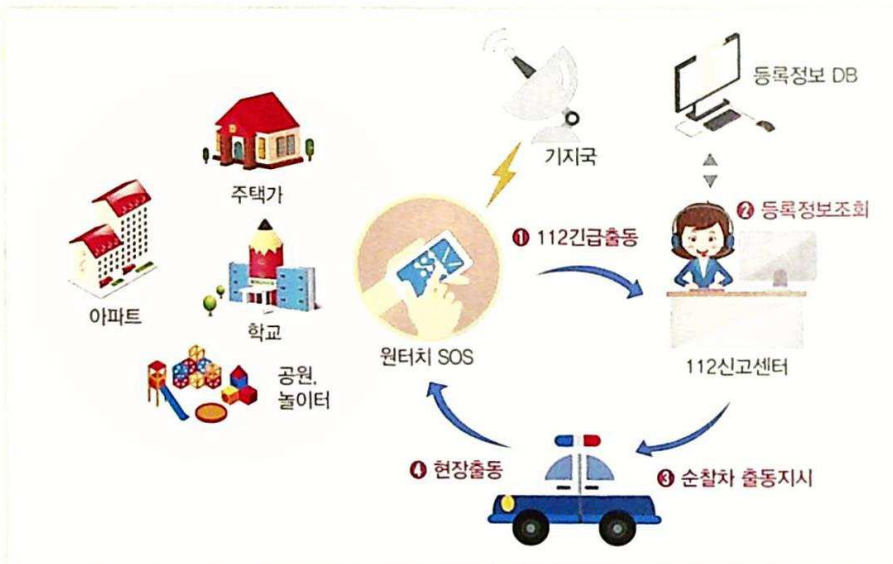 등록정보 DB
기지국
주택가
❶ 112긴급출동
❷ 등록정보조회
아파트
학교
원터치 SOS
112신고센터
공원,
놀이터
❹ 현장출동
❸ 순찰차 출동지시